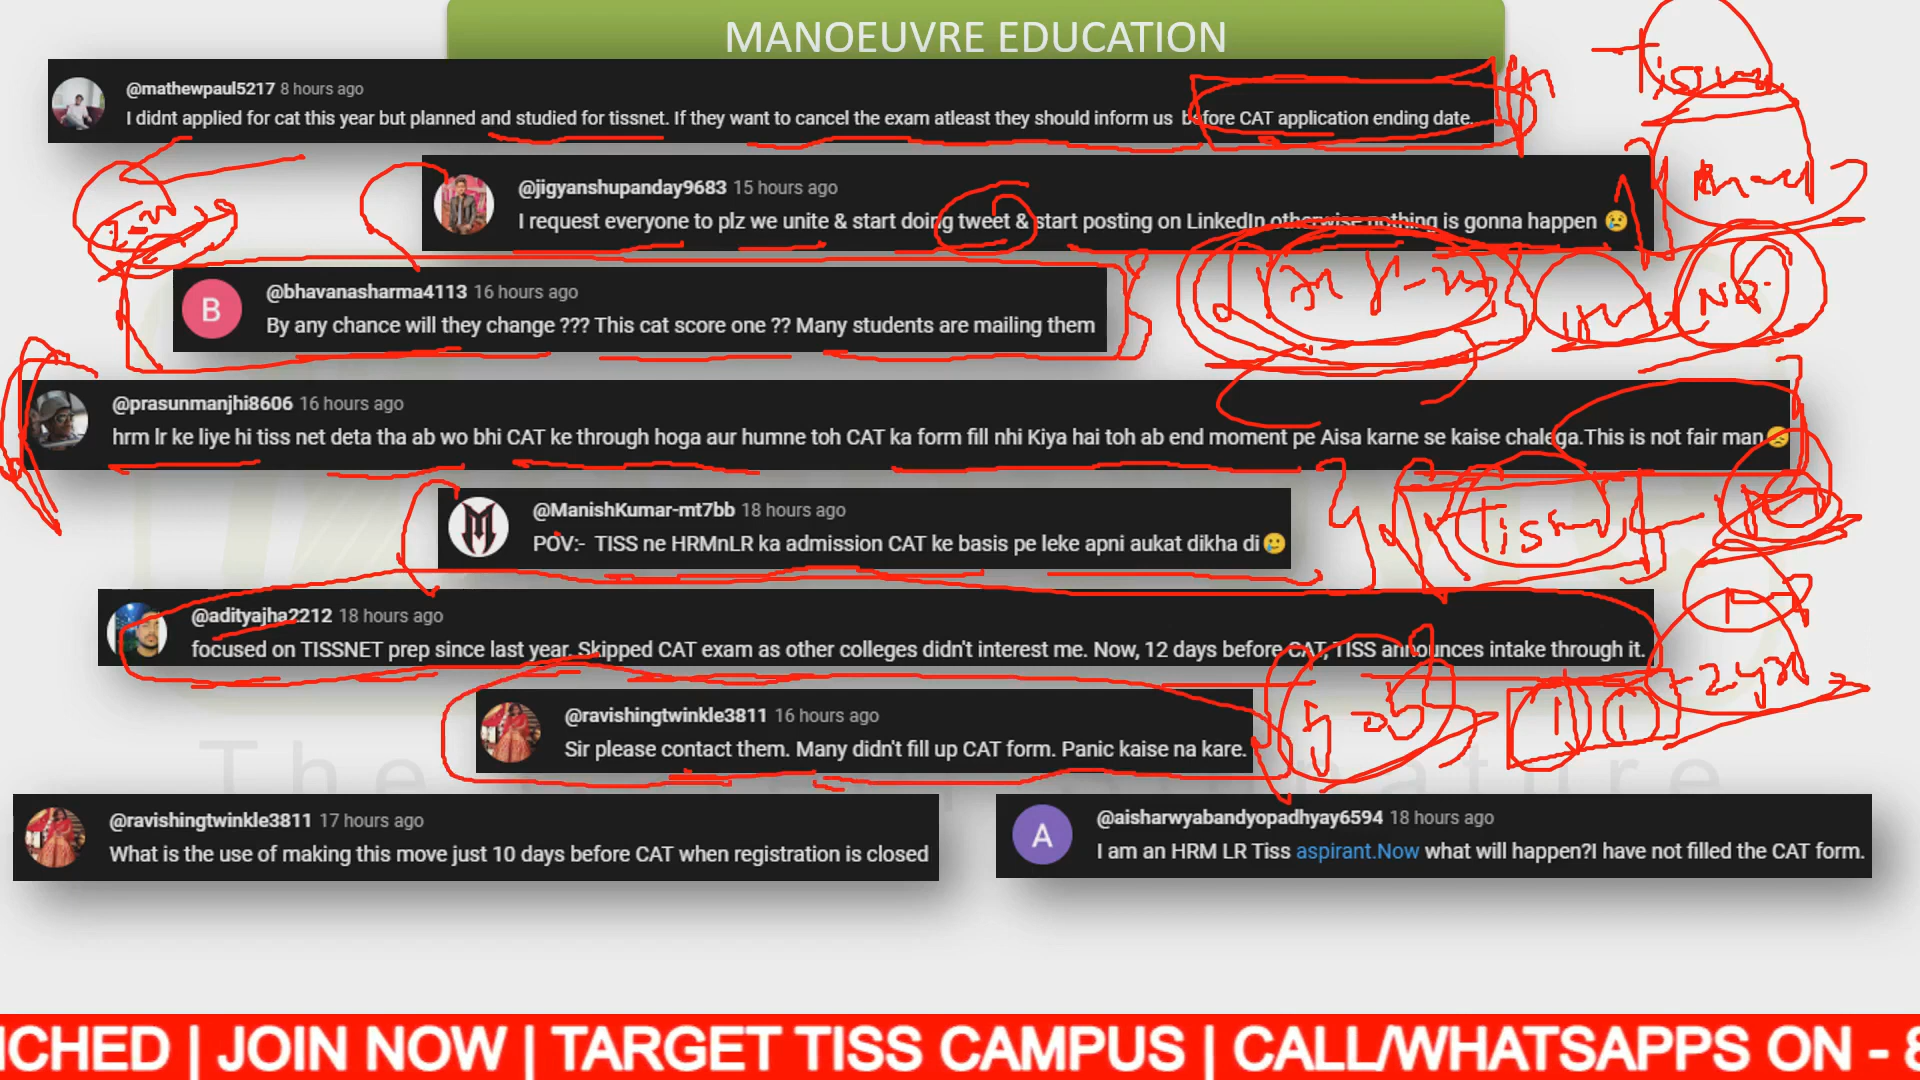 MANOEUVRE EDUCATION
@mathewpaul5217 8 hours ago
I didnt applied for cat this year but planned and studied for tissnet. If they want to cancel the exam atleast they should inform us before CAT application ending date..
@jigyanshupanday9683 15 hours ago
I request everyone to plz we unite & start doing tweet & start posting on LinkedIn otherwise nothing is gonna happen 😢
@bhavanasharma4113 16 hours ago
By any chance will they change ??? This cat score one ?? Many students are mailing them
@prasunmanjhi8606 16 hours ago
hrm lr ke liye hi tiss net deta tha ab wo bhi CAT ke through hoga aur humne toh CAT ka form fill nhi Kiya hai toh ab end moment pe Aisa karne se kaise chalega.This is not fair man😞
@ManishKumar-mt7bb 18 hours ago
POV:- TISS ne HRMnLR ka admission CAT ke basis pe leke apni aukat dikha di🥲
@adityajha2212 18 hours ago
focused on TISSNET prep since last year. Skipped CAT exam as other colleges didn't interest me. Now, 12 days before CAT, TISS announces intake through it.
@ravishingtwinkle3811 16 hours ago
Sir please contact them. Many didn't fill up CAT form. Panic kaise na kare.
The
@ravishingtwinkle3811 17 hours ago
What is the use of making this move just 10 days before CAT when registration is closed
@aisharwyabandyopadhyay6594 18 hours ago
I am an HRM LR Tiss aspirant.Now what will happen?I have not filled the CAT form.
NCHED | JOIN NOW | TARGET TISS CAMPUS | CALL/WHATSAPPS ON - 8